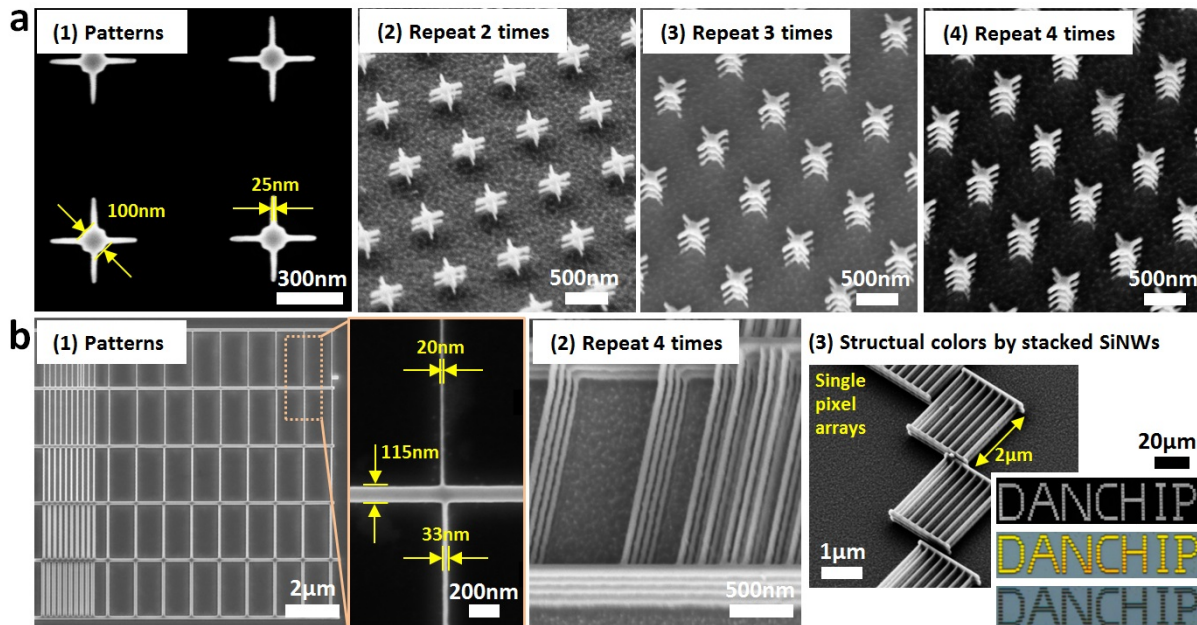 a
(1) Patterns
100nm
25nm
300nm
(2) Repeat 2 times
500nm
(3) Repeat 3 times
500nm
(4) Repeat 4 times
500nm
b
(1) Patterns
2μm
20nm
115nm
33nm
200nm
(2) Repeat 4 times
500nm
(3) Structual colors by stacked SiNWs
Single
pixel
arrays
2μm
1μm
20μm
DANCHIP
DANCHIP
DANCHIP